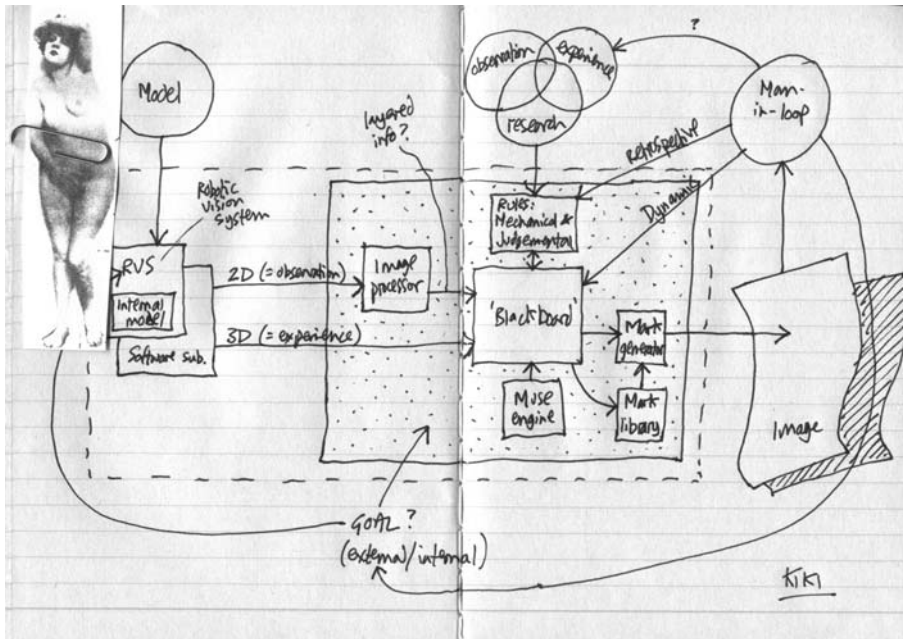 Model
Robotic
vision
system
RVS
internal
model
Software sub.
2D (=observation)
3D (=experience)
layered
info?
Image
processor
observation
experience
research
?
Man-
in-loop
Retrospective
Dynamic
Rules:
Mechanical &
Judgemental
'Blackboard'
Muse
engine
Mark
generator
Mark
library
Image
GOAL?
(external/internal)
KIKI